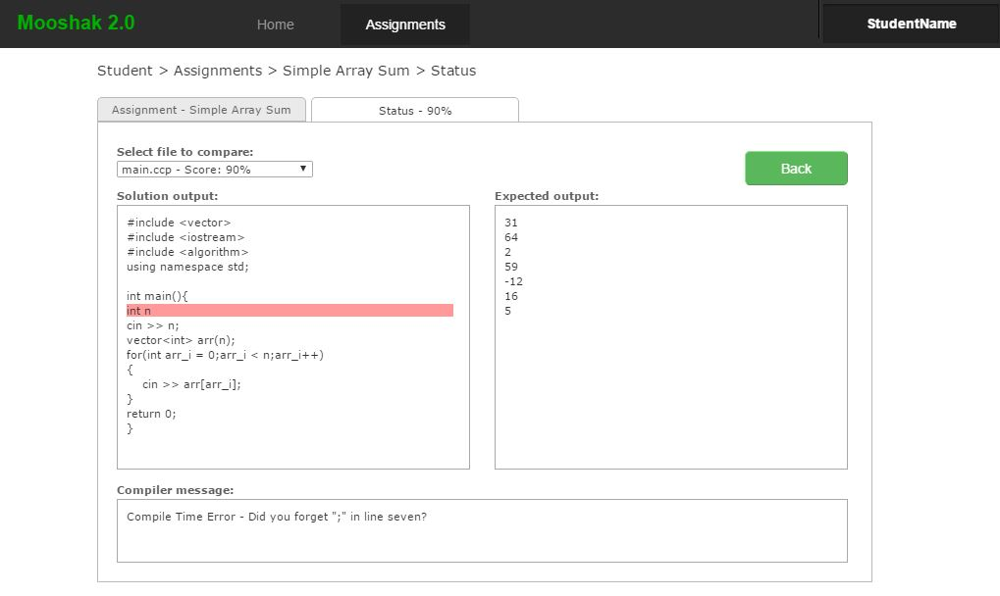 Mooshak 2.0
Home
Assignments
StudentName
Student > Assignments > Simple Array Sum > Status
Assignment - Simple Array Sum
Status - 90%
Select file to compare:
main.ccp - Score: 90%
Back
Solution output:
#include <vector>
#include <iostream>
#include <algorithm>
using namespace std;
int main(){
int n
cin >> n;
vector<int> arr(n);
for(int arr_i = 0;arr_i < n;arr_i++)
{
cin >> arr[arr_i];
}
return 0;
}
Expected output:
31
64
2
59
-12
16
5
Compiler message:
Compile Time Error - Did you forget ";" in line seven?